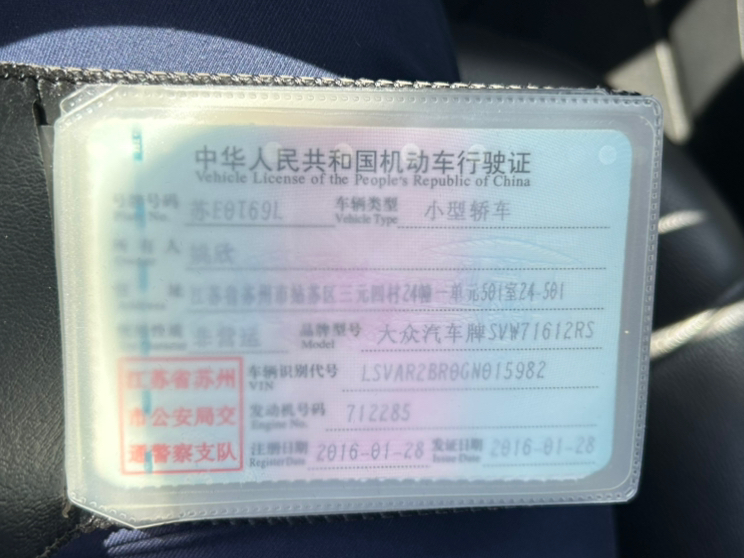 中华人民共和国机动车行驶证
Vehicle License of the People's Republic of China
号牌号码 苏E0T69L 车辆类型 小型轿车
Plate No. Vehicle Type
所有人 欣
Owner
住址 江苏省苏州市姑苏区三元四村24幢一单元501室24-501
Address
使用性质 非营运 品牌型号 大众汽车牌SVW71612RS
Model
江苏省苏州 车辆识别代号 LSVAR2BR0GN015982
VIN
市公安局交 发动机号码 712285
Engine No.
通警察支队 注册日期 2016-01-28 发证日期 2016-01-28
Register Date Issue Date